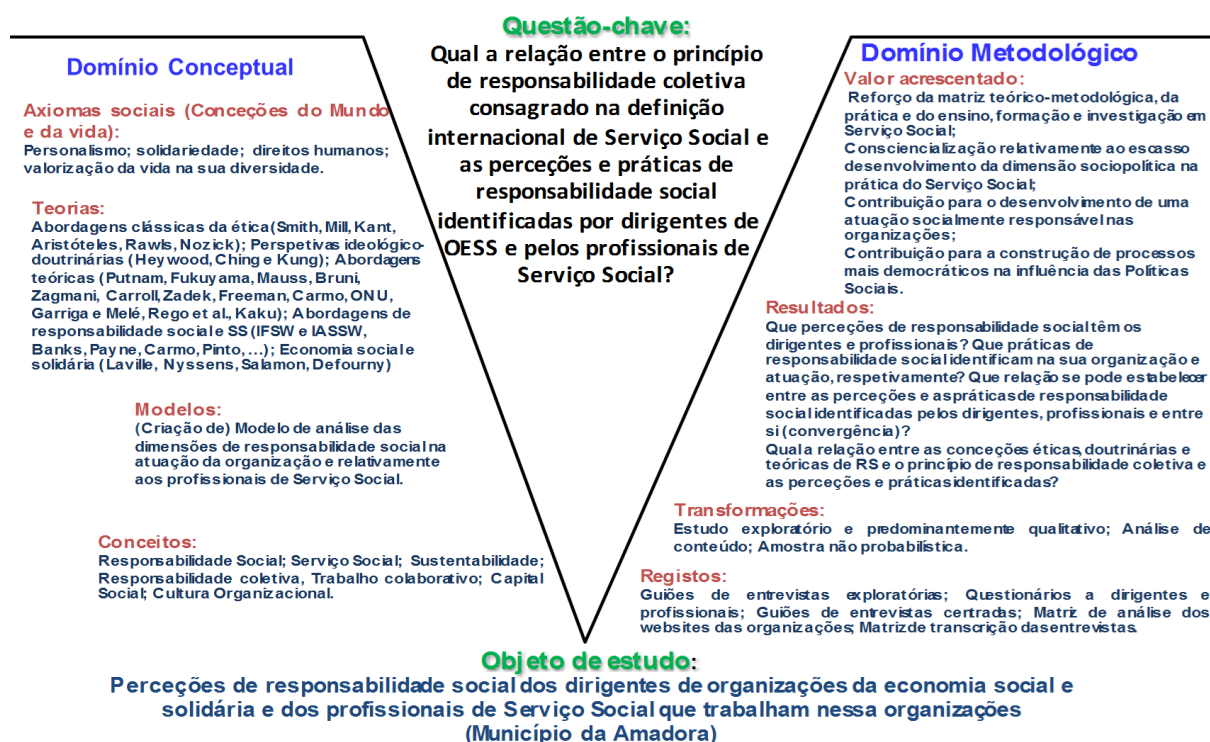 Questão-chave:
Qual a relação entre o princípio
de responsabilidade coletiva
consagrado na definição
internacional de Serviço Social e
as perceções e práticas de
responsabilidade social
identificadas por dirigentes de
OESS e pelos profissionais de
Serviço Social?
Domínio Conceptual
Axiomas sociais (Conceções do Mundo
e da vida):
Personalismo; solidariedade; direitos humanos;
valorização da vida na sua diversidade.
Teorias:
Abordagens clássicas da ética (Smith, Mill, Kant,
Aristóteles, Rawls, Nozick); Perspetivas ideológico-
doutrinárias (Heywood, Ching e Kung); Abordagens
teóricas (Putnam, Fukuyama, Mauss, Bruni,
Zagmani, Carroll, Zadek, Freeman, Carmo, ONU,
Garriga e Melé, Rego et al., Kaku); Abordagens de
responsabilidade social e SS (IFSW e IASSW,
Banks, Payne, Carmo, Pinto, ...); Economia social e
solidária (Laville, Nyssens, Salamon, Defourny)
Modelos:
(Criação de) Modelo de análise das
dimensões de responsabilidade social na
atuação da organização e relativamente
aos profissionais de Serviço Social.
Conceitos:
Responsabilidade Social; Serviço Social; Sustentabilidade;
Responsabilidade coletiva, Trabalho colaborativo; Capital
Social; Cultura Organizacional.
Domínio Metodológico
Valor acrescentado:
Reforço da matriz teórico-metodológica, da
prática e do ensino, formação e investigação em
Serviço Social;
Consciencialização relativamente ao escasso
desenvolvimento da dimensão sociopolítica na
prática do Serviço Social;
Contribuição para o desenvolvimento de uma
atuação socialmente responsável nas
organizações;
Contribuição para a construção de processos
mais democráticos na influência das Políticas
Sociais.
Resultados:
Que perceções de responsabilidade social têm os
dirigentes e profissionais? Que práticas de
responsabilidade social identificam na sua organização e
atuação, respetivamente? Que relação se pode estabelecer
entre as perceções e as práticas de responsabilidade
social identificadas pelos dirigentes, profissionais e entre
si (convergência)?
Qual a relação entre as conceções éticas, doutrinárias e
teóricas de RS e o princípio de responsabilidade coletiva e
as perceções e práticas identificadas?
Transformações:
Estudo exploratório e predominantemente qualitativo; Análise de
conteúdo; Amostra não probabilística.
Registos:
Guiões de entrevistas exploratórias; Questionários a dirigentes e
profissionais; Guiões de entrevistas centradas; Matriz de análise dos
websites das organizações; Matriz de transcrição das entrevistas.
Objeto de estudo:
Perceções de responsabilidade social dos dirigentes de organizações da economia social e
solidária e dos profissionais de Serviço Social que trabalham nessa organizações
(Município da Amadora)